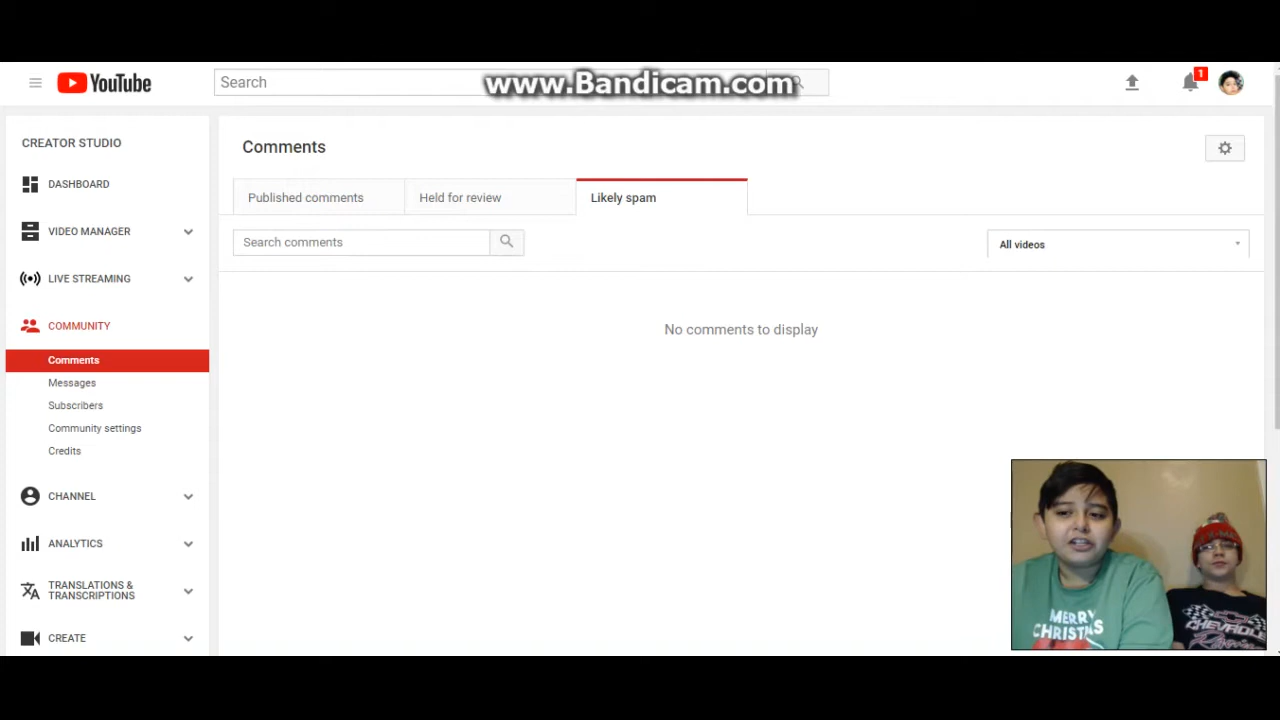 www.Bandicam.com
YouTube
Search
1
CREATOR STUDIO
DASHBOARD
VIDEO MANAGER
LIVE STREAMING
COMMUNITY
Comments
Messages
Subscribers
Community settings
Credits
CHANNEL
ANALYTICS
TRANSLATIONS &
TRANSCRIPTIONS
CREATE
Comments
Published comments
Held for review
Likely spam
Search comments
All videos
No comments to display
MERRY
CHRISTMAS
CHEVROLET
Racing